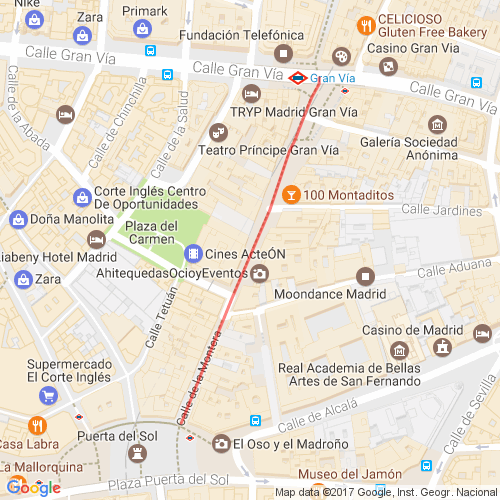 Nike
Primark
Zara
CELICIOSO
Gluten Free Bakery
Fundación Telefónica
Casino Gran Via
Calle Gran Vía
Calle Gran Vía
Gran Vía
Calle Gran Vía
Calle de la Abada
Calle de Chinchilla
Calle de la Salud
TRYP Madrid Gran Vía
Teatro Príncipe Gran Vía
Galería Sociedad
Anónima
Corte Inglés Centro
De Oportunidades
100 Montaditos
Calle Jardines
Doña Manolita
Plaza del
Carmen
Liabeny Hotel Madrid
Cines ActeÓN
Zara
AhitequedasOcioyEventos
Calle Aduana
Moondance Madrid
Calle Tetuán
Casino de Madrid
Supermercado
El Corte Inglés
Calle de la Montera
Real Academia de Bellas
Artes de San Fernando
Calle de Sevilla
Calle de Alcalá
Casa Labra
Puerta del Sol
El Oso y el Madroño
La Mallorquina
Plaza Puerta del Sol
Museo del Jamón
Google
Map data ©2017 Google, Inst. Geogr. Nacional